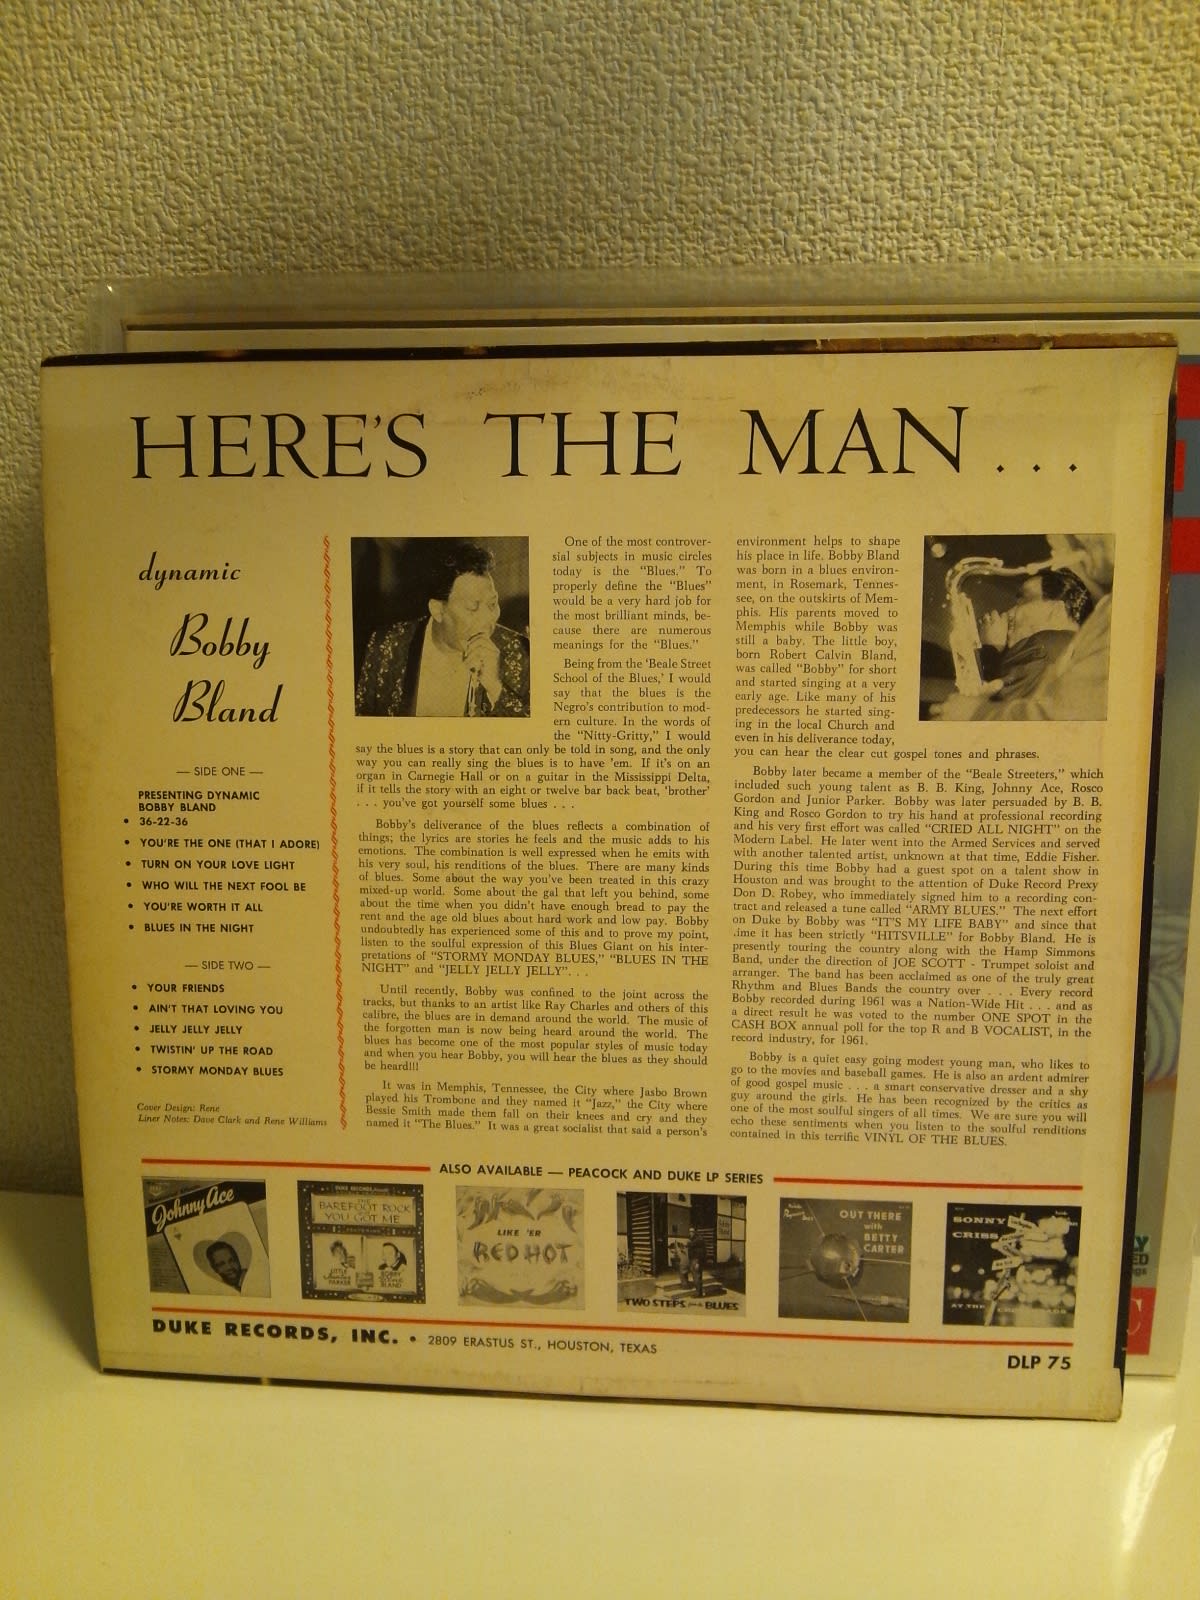 HERE'S THE MAN...
dynamic
Bobby
Bland
— SIDE ONE —
PRESENTING DYNAMIC
BOBBY BLAND
• 36-22-36
• YOU'RE THE ONE (THAT I ADORE)
• TURN ON YOUR LOVE LIGHT
• WHO WILL THE NEXT FOOL BE
• YOU'RE WORTH IT ALL
• BLUES IN THE NIGHT
— SIDE TWO —
• YOUR FRIENDS
• AIN'T THAT LOVING YOU
• JELLY JELLY JELLY
• TWISTIN' UP THE ROAD
• STORMY MONDAY BLUES
Cover Design: Rene
Liner Notes: Dave Clark and Rene Williams
One of the most controver-
sial subjects in music circles
today is the "Blues." To
properly define the "Blues"
would be a very hard job for
the most brilliant minds, be-
cause there are numerous
meanings for the "Blues."
Being from the 'Beale Street
School of the Blues,' I would
say that the blues is the
Negro's contribution to mod-
ern culture. In the words of
the "Nitty-Gritty," I would
say the blues is a story that can only be told in song, and the only
way you can really sing the blues is to have 'em. If it's on an
organ in Carnegie Hall or on a guitar in the Mississippi Delta,
if it tells the story with an eight or twelve bar back beat, 'brother'
. . . you've got yourself some blues . . .
Bobby's deliverance of the blues reflects a combination of
things; the lyrics are stories he feels and the music adds to his
emotions. The combination is well expressed when he emits with
his very soul, his renditions of the blues. There are many kinds
of blues. Some about the way you've been treated in this crazy
mixed-up world. Some about the gal that left you behind, some
about the time when you didn't have enough bread to pay the
rent and the age old blues about hard work and low pay. Bobby
undoubtedly has experienced some of this and to prove my point,
listen to the soulful expression of this Blues Giant on his inter-
pretations of "STORMY MONDAY BLUES," "BLUES IN THE
NIGHT" and "JELLY JELLY JELLY". . .
Until recently, Bobby was confined to the joint across the
tracks, but thanks to an artist like Ray Charles and others of this
calibre, the blues are in demand around the world. The music of
the forgotten man is now being heard around the world. The
blues has become one of the most popular styles of music today
and when you hear Bobby, you will hear the blues as they should
be heard!!!
It was in Memphis, Tennessee, the City where Jasbo Brown
played his Trombone and they named it "Jazz," the City where
Bessie Smith made them fall on their knees and cry and they
named it "The Blues." It was a great socialist that said a person's
environment helps to shape
his place in life. Bobby Bland
was born in a blues environ-
ment, in Rosemark, Tennes-
see, on the outskirts of Mem-
phis. His parents moved to
Memphis while Bobby was
still a baby. The little boy,
born Robert Calvin Bland,
was called "Bobby" for short
and started singing at a very
early age. Like many of his
predecessors he started sing-
ing in the local Church and
even in his deliverance today,
you can hear the clear cut gospel tones and phrases.
Bobby later became a member of the "Beale Streeters," which
included such young talent as B. B. King, Johnny Ace, Rosco
Gordon and Junior Parker. Bobby was later persuaded by B. B.
King and Rosco Gordon to try his hand at professional recording
and his very first effort was called "CRIED ALL NIGHT" on the
Modern Label. He later went into the Armed Services and served
with another talented artist, unknown at that time, Eddie Fisher.
During this time Bobby had a guest spot on a talent show in
Houston and was brought to the attention of Duke Record Prexy
Don D. Robey, who immediately signed him to a recording con-
tract and released a tune called "ARMY BLUES." The next effort
on Duke by Bobby was "IT'S MY LIFE BABY" and since that
.ime it has been strictly "HITSVILLE" for Bobby Bland. He is
presently touring the country along with the Hamp Simmons
Band, under the direction of JOE SCOTT - Trumpet soloist and
arranger. The band has been acclaimed as one of the truly great
Rhythm and Blues Bands the country over . . . Every record
Bobby recorded during 1961 was a Nation-Wide Hit . . . and as
a direct result he was voted to the number ONE SPOT in the
CASH BOX annual poll for the top R and B VOCALIST, in the
record industry, for 1961.
Bobby is a quiet easy going modest young man, who likes to
go to the movies and baseball games. He is also an ardent admirer
of good gospel music . . . a smart conservative dresser and a shy
guy around the girls. He has been recognized by the critics as
one of the most soulful singers of all times. We are sure you will
echo these sentiments when you listen to the soulful renditions
contained in this terrific VINYL OF THE BLUES.
ALSO AVAILABLE — PEACOCK AND DUKE LP SERIES
Johnny Ace
BAREFOOT ROCK
YOU GOT ME
LITTLE
Junior
PARKER
BOBBY
BLAND
LIKE 'ER
RED HOT
TWO STEPS from the BLUES
OUT THERE
with
BETTY
CARTER
SONNY
CRISS
AT THE CROSSROADS
DUKE RECORDS, INC. • 2809 ERASTUS ST., HOUSTON, TEXAS
DLP 75